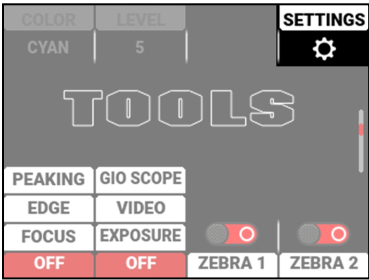 COLOR LEVEL SETTINGS
CYAN 5
TOOLS
PEAKING GIO SCOPE
EDGE VIDEO
FOCUS EXPOSURE
OFF OFF ZEBRA 1 ZEBRA 2